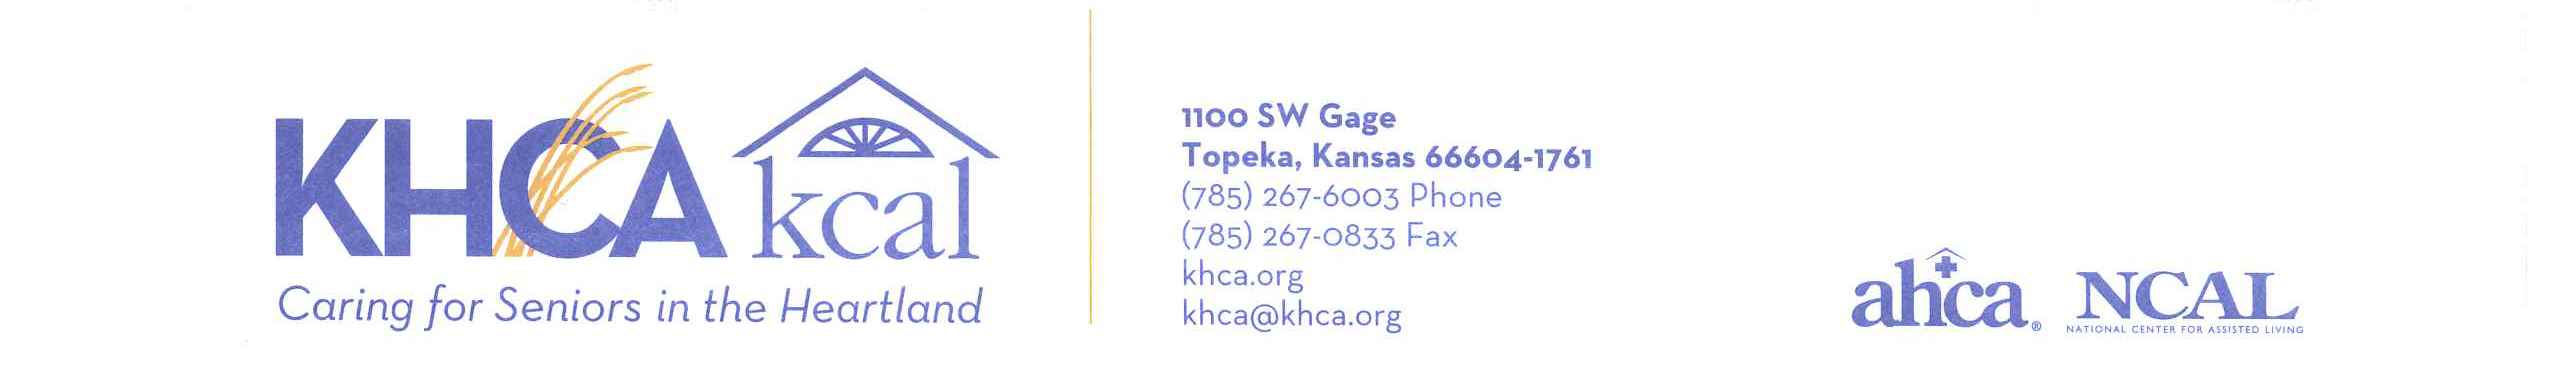 KHCA kcal
Caring for Seniors in the Heartland
1100 SW Gage
Topeka, Kansas 66604-1761
(785) 267-6003 Phone
(785) 267-0833 Fax
khca.org
khca@khca.org
ahca® NCAL
NATIONAL CENTER FOR ASSISTED LIVING